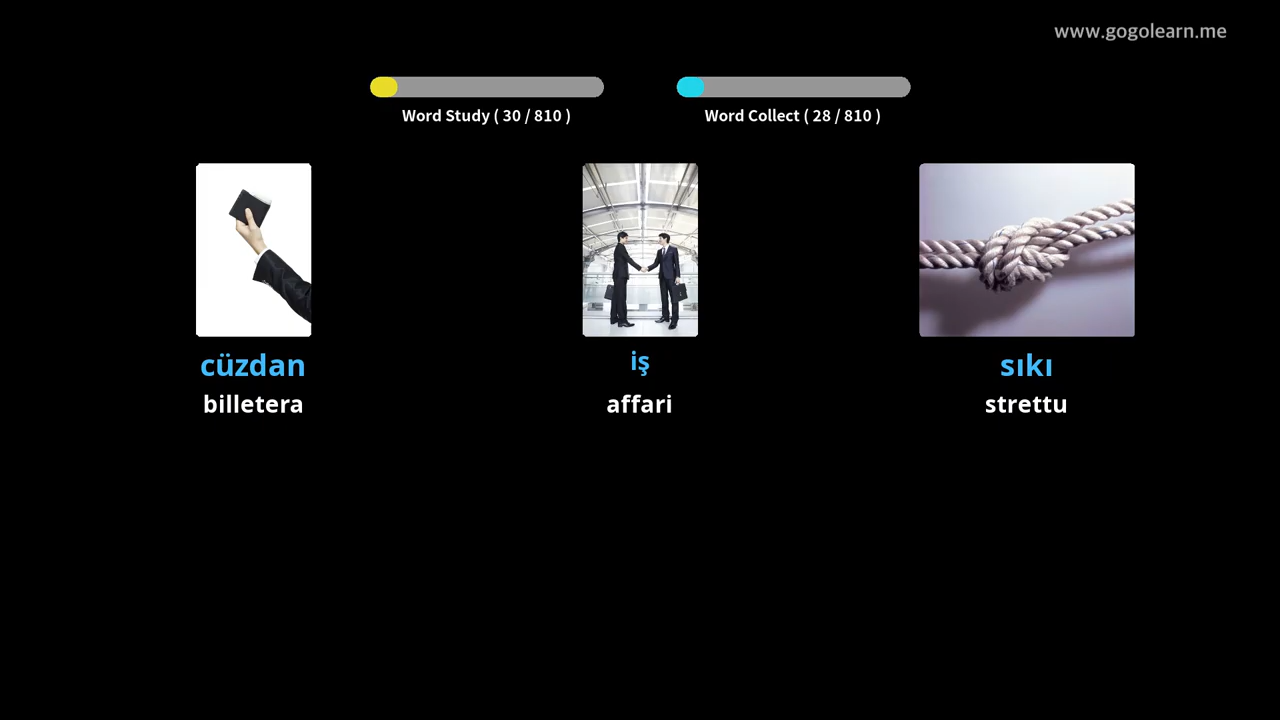 www.gogolearn.me
Word Study ( 30 / 810 )
Word Collect ( 28 / 810 )
cüzdan
billetera
iş
affari
sıkı
strettu